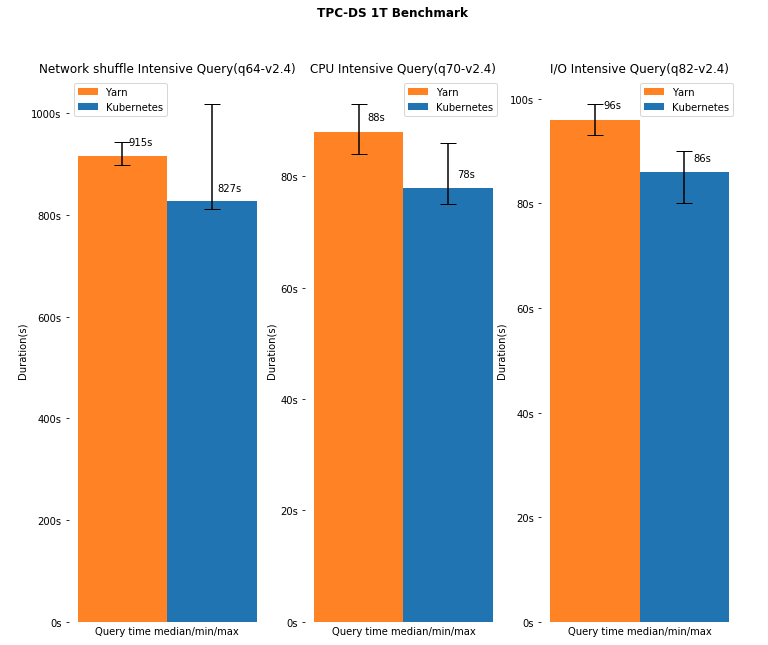 TPC-DS 1T Benchmark
Network shuffle Intensive Query(q64-v2.4)
Yarn
Kubernetes
1000s
800s
600s
400s
200s
0s
Duration(s)
915s
827s
Query time median/min/max
CPU Intensive Query(q70-v2.4)
Yarn
Kubernetes
80s
60s
40s
20s
0s
Duration(s)
88s
78s
Query time median/min/max
I/O Intensive Query(q82-v2.4)
Yarn
Kubernetes
100s
80s
60s
40s
20s
0s
Duration(s)
96s
86s
Query time median/min/max